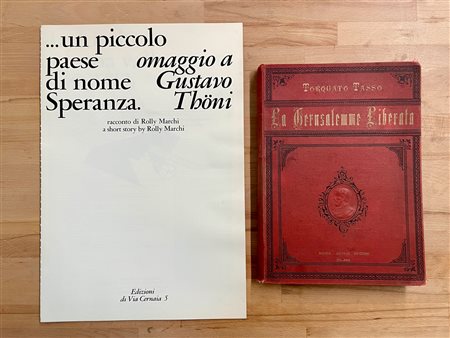 ...un piccolo
paese omaggio a
di nome Gustavo
Speranza. Thöni
racconto di Rolly Marchi
a short story by Rolly Marchi
Edizioni
di Via Cernaia 5
Torquato Tasso
La Gerusalemme Liberata